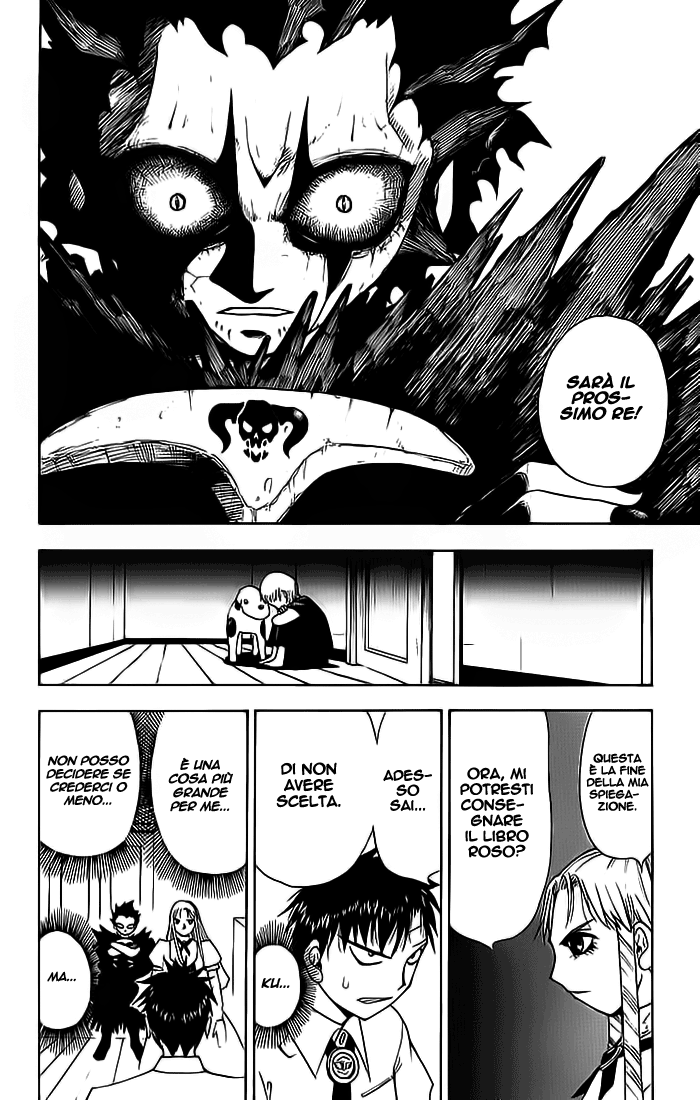 SARÀ IL
PROS-
SIMO RE!
QUESTA
È LA FINE
DELLA MIA
SPIEGA-
ZIONE.
ORA, MI
POTRESTI
CONSE-
GNARE
IL LIBRO
ROSO?
ADES-
SO
SAI...
DI NON
AVERE
SCELTA.
KU...
È UNA
COSA PIÙ
GRANDE
PER ME...
NON POSSO
DECIDERE SE
CREDERCI O
MENO...
MA...